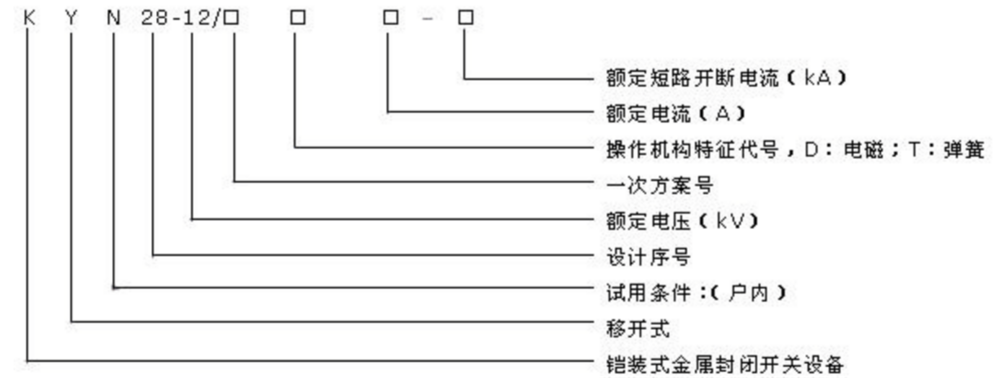 K Y N 28-12/□ □ □ - □
额定短路开断电流(kA)
额定电流(A)
操作机构特征代号,D:电磁;T:弹簧
一次方案号
额定电压(kV)
设计序号
试用条件:(户内)
移开式
铠装式金属封闭开关设备